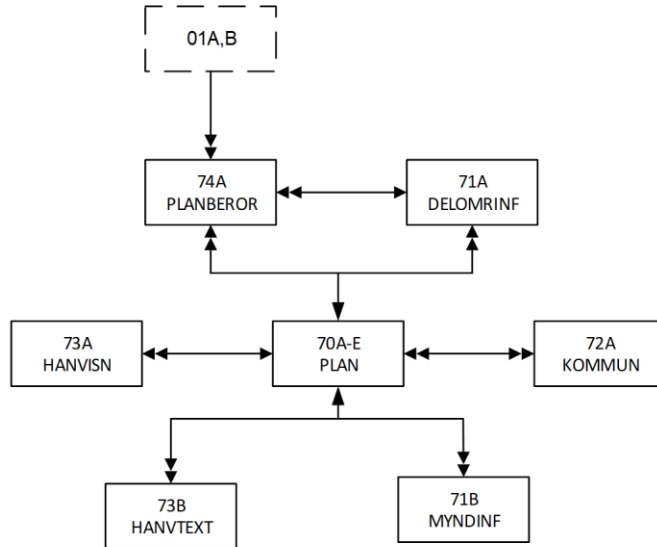 01A,B
74A
PLANBEROR
71A
DELOMRINF
73A
HANVISN
70A-E
PLAN
72A
KOMMUN
73B
HANVTEXT
71B
MYNDINF